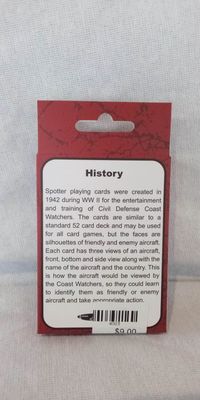 History
Spotter playing cards were created in
1942 during WW II for the entertainment
and training of Civil Defense Coast
Watchers. The cards are similar to a
standard 52 card deck and may be used
for all card games, but the faces are
silhouettes of friendly and enemy aircraft.
Each card has three views of an aircraft,
front, bottom and side view along with the
name of the aircraft and the country. This
is how the aircraft would be viewed by
the Coast Watchers, so they could learn
to identify them as friendly or enemy
aircraft and take appropriate action.
$9.00